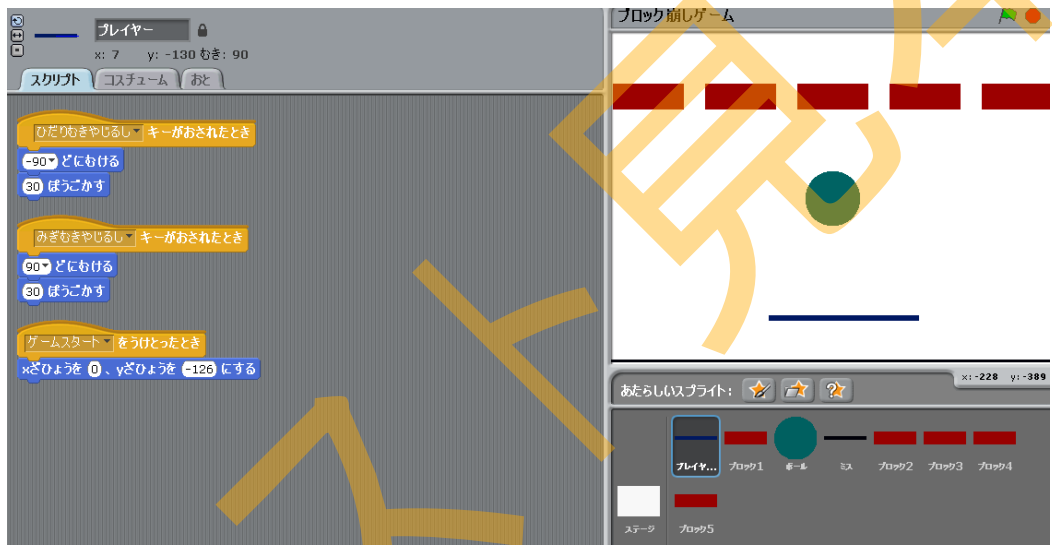 プレイヤー
x: 7 y: -130 むき: 90
スクリプト コスチューム おと
ひだりむきやじるし キーがおされたとき
-90 どにむける
30 ぽうごかす
みぎむきやじるし キーがおされたとき
90 どにむける
30 ぽうごかす
ゲームスタート をうけとったとき
xざひょうを 0 、yざひょうを -126 にする
ブロック崩しゲーム
x: -228 y: -389
あたらしいスプライト:
プレイヤ... ブロック1 ボール ミス ブロック2 ブロック3 ブロック4
ステージ ブロック5